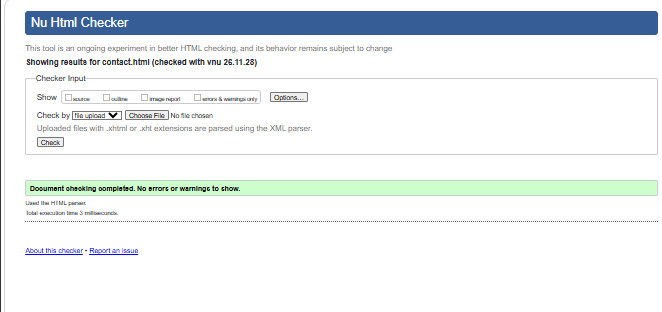 Nu Html Checker
This tool is an ongoing experiment in better HTML checking, and its behavior remains subject to change
Showing results for contact.html (checked with vnu 26.11.28)
Checker Input
Show source outline image report errors & warnings only Options...
Check by file upload Choose File No file chosen
Uploaded files with .xhtml or .xht extensions are parsed using the XML parser.
Check
Document checking completed. No errors or warnings to show.
Used the HTML parser.
Total execution time 3 milliseconds.
About this checker • Report an issue